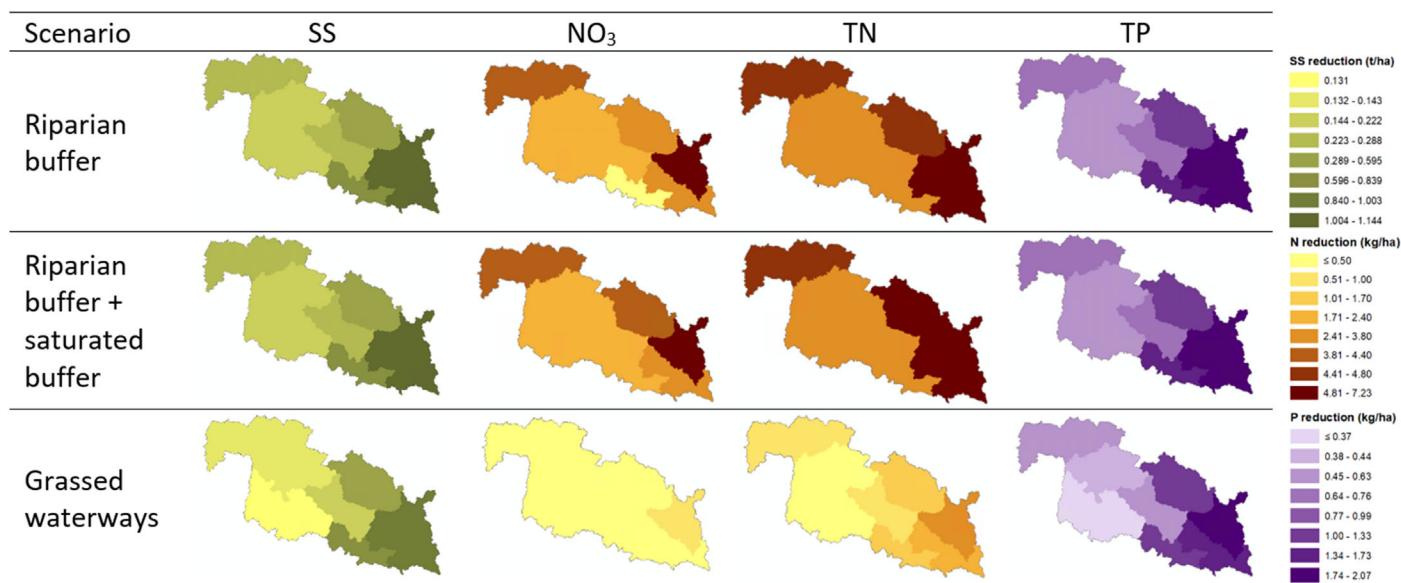 Scenario SS NO₃ TN TP
Riparian
buffer
Riparian
buffer +
saturated
buffer
Grassed
waterways
SS reduction (t/ha)
0.131
0.132 - 0.143
0.144 - 0.222
0.223 - 0.288
0.289 - 0.595
0.596 - 0.839
0.840 - 1.003
1.004 - 1.144
N reduction (kg/ha)
≤ 0.50
0.51 - 1.00
1.01 - 1.70
1.71 - 2.40
2.41 - 3.80
3.81 - 4.40
4.41 - 4.80
4.81 - 7.23
P reduction (kg/ha)
≤ 0.37
0.38 - 0.44
0.45 - 0.63
0.64 - 0.76
0.77 - 0.99
1.00 - 1.33
1.34 - 1.73
1.74 - 2.07